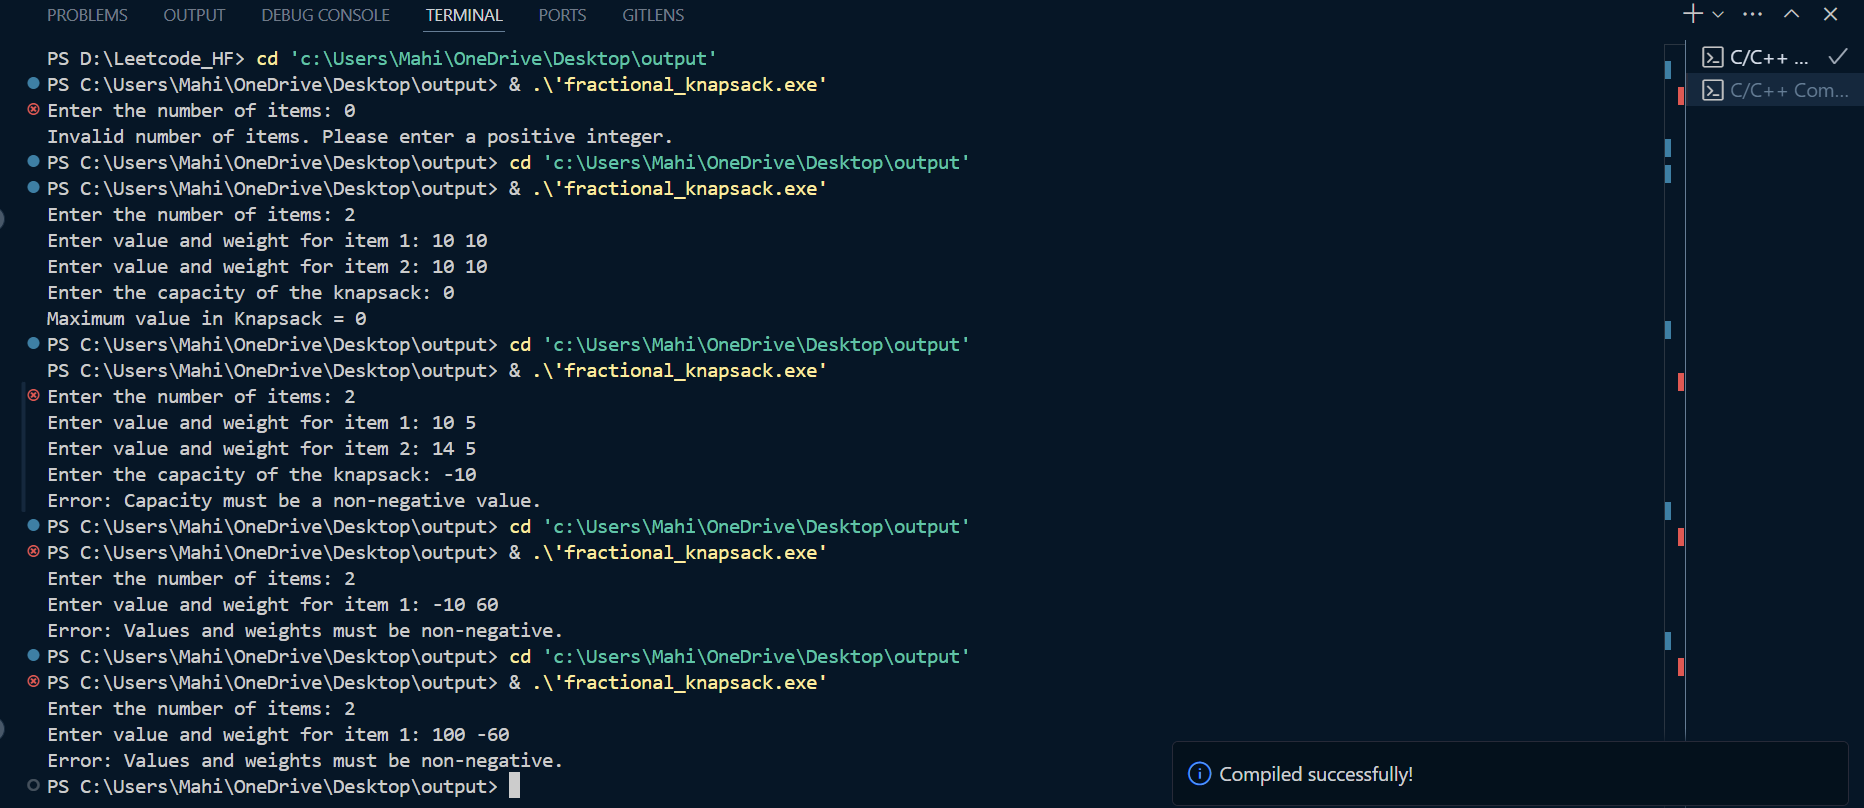 PROBLEMS OUTPUT DEBUG CONSOLE TERMINAL PORTS GITLENS
PS D:\Leetcode_HF> cd 'c:\Users\Mahi\OneDrive\Desktop\output'
PS C:\Users\Mahi\OneDrive\Desktop\output> & .\'fractional_knapsack.exe'
Enter the number of items: 0
Invalid number of items. Please enter a positive integer.
PS C:\Users\Mahi\OneDrive\Desktop\output> cd 'c:\Users\Mahi\OneDrive\Desktop\output'
PS C:\Users\Mahi\OneDrive\Desktop\output> & .\'fractional_knapsack.exe'
Enter the number of items: 2
Enter value and weight for item 1: 10 10
Enter value and weight for item 2: 10 10
Enter the capacity of the knapsack: 0
Maximum value in Knapsack = 0
PS C:\Users\Mahi\OneDrive\Desktop\output> cd 'c:\Users\Mahi\OneDrive\Desktop\output'
PS C:\Users\Mahi\OneDrive\Desktop\output> & .\'fractional_knapsack.exe'
Enter the number of items: 2
Enter value and weight for item 1: 10 5
Enter value and weight for item 2: 14 5
Enter the capacity of the knapsack: -10
Error: Capacity must be a non-negative value.
PS C:\Users\Mahi\OneDrive\Desktop\output> cd 'c:\Users\Mahi\OneDrive\Desktop\output'
PS C:\Users\Mahi\OneDrive\Desktop\output> & .\'fractional_knapsack.exe'
Enter the number of items: 2
Enter value and weight for item 1: -10 60
Error: Values and weights must be non-negative.
PS C:\Users\Mahi\OneDrive\Desktop\output> cd 'c:\Users\Mahi\OneDrive\Desktop\output'
PS C:\Users\Mahi\OneDrive\Desktop\output> & .\'fractional_knapsack.exe'
Enter the number of items: 2
Enter value and weight for item 1: 100 -60
Error: Values and weights must be non-negative.
PS C:\Users\Mahi\OneDrive\Desktop\output>
C/C++ ...
C/C++ Com...
Compiled successfully!